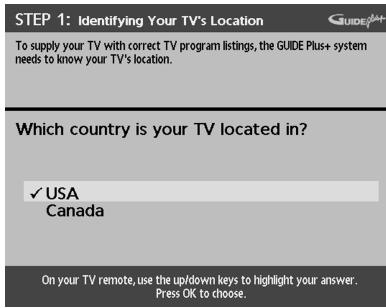 STEP 1: Identifying Your TV's Location GUIDE plus+
To supply your TV with correct TV program listings, the GUIDE Plus+ system
needs to know your TV's location.
Which country is your TV located in?
✓ USA
Canada
On your TV remote, use the up/down keys to highlight your answer.
Press OK to choose.